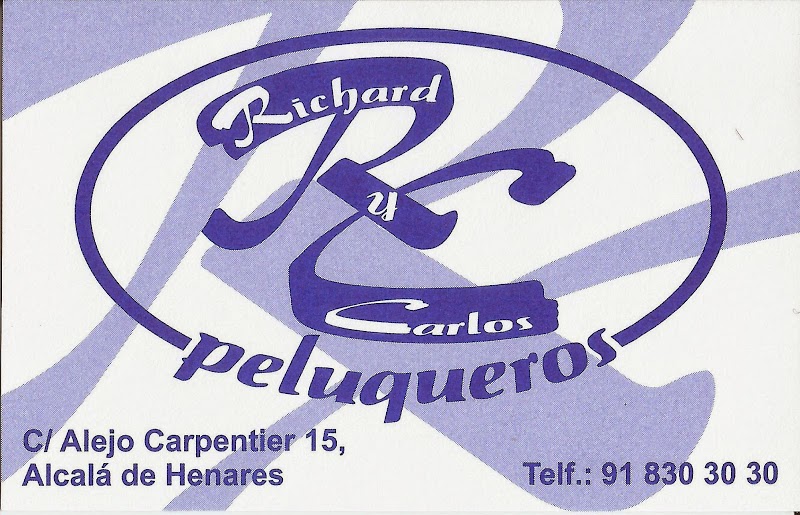 Richard
y
Carlos
peluqueros
C/ Alejo Carpentier 15,
Alcalá de Henares
Telf.: 91 830 30 30